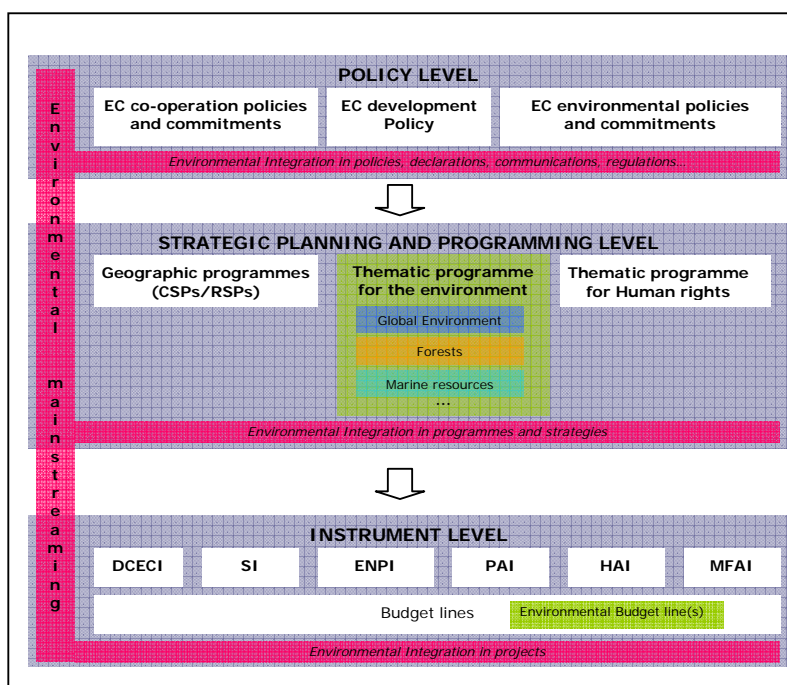 POLICY LEVEL
EC co-operation policies
and commitments
EC development
Policy
EC environmental policies
and commitments
Environmental Integration in policies, declarations, communications, regulations...
Environmental mainstreaming
STRATEGIC PLANNING AND PROGRAMMING LEVEL
Geographic programmes
(CSPs/RSPs)
Thematic programme
for the environment
Global Environment
Forests
Marine resources
...
Thematic programme
for Human rights
Environmental Integration in programmes and strategies
INSTRUMENT LEVEL
DCECI
SI
ENPI
PAI
HAI
MFAI
Budget lines
Environmental Budget line(s)
Environmental Integration in projects